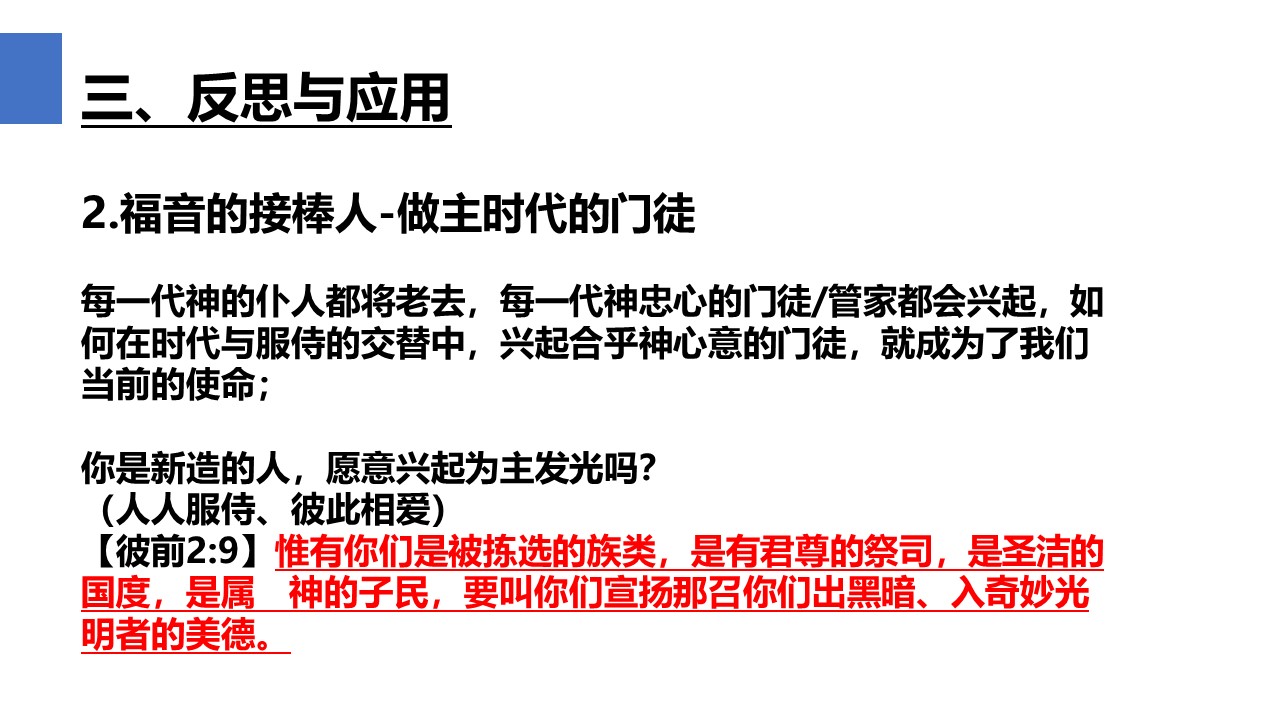 三、反思与应用
2.福音的接棒人-做主时代的门徒
每一代神的仆人都将老去，每一代神忠心的门徒/管家都会兴起，如
何在时代与服侍的交替中，兴起合乎神心意的门徒，就成为了我们
当前的使命；
你是新造的人，愿意兴起为主发光吗？
（人人服侍、彼此相爱）
【彼前2:9】惟有你们是被拣选的族类，是有君尊的祭司，是圣洁的
国度，是属　神的子民，要叫你们宣扬那召你们出黑暗、入奇妙光
明者的美德。